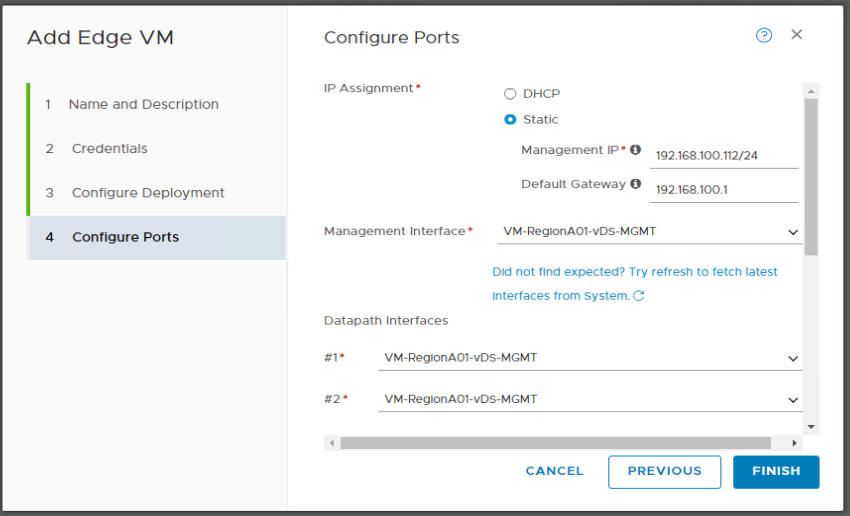 Add Edge VM
1 Name and Description
2 Credentials
3 Configure Deployment
4 Configure Ports
Configure Ports
IP Assignment*
DHCP
Static
Management IP* 192.168.100.112/24
Default Gateway 192.168.100.1
Management Interface* VM-RegionA01-vDS-MGMT
Did not find expected? Try refresh to fetch latest
interfaces from System.
Datapath Interfaces
#1* VM-RegionA01-vDS-MGMT
#2* VM-RegionA01-vDS-MGMT
CANCEL
PREVIOUS
FINISH